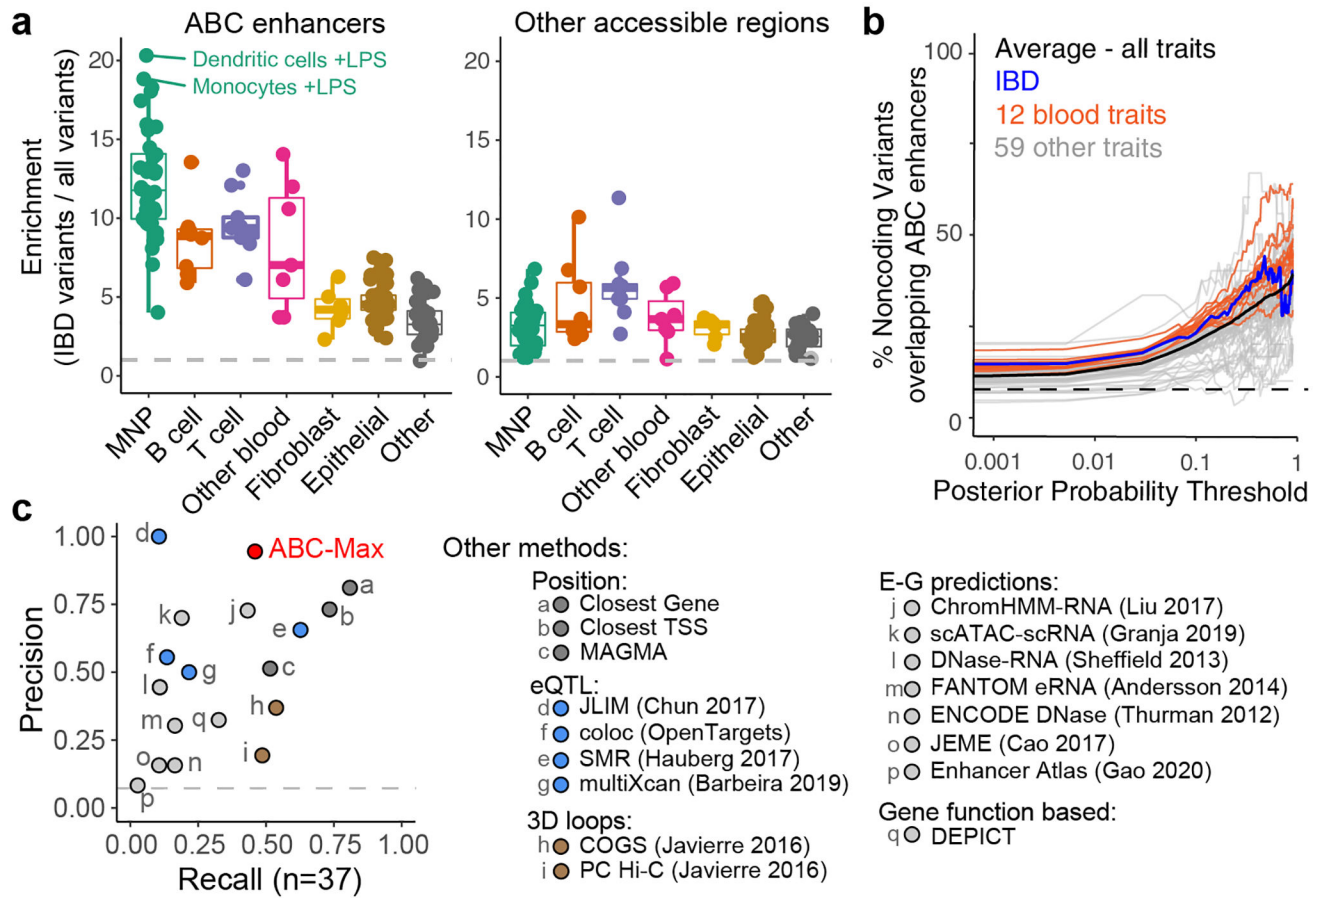 a
ABC enhancers
Enrichment
(IBD variants / all variants)
20
15
10
5
0
Dendritic cells +LPS
Monocytes +LPS
MNP
B cell
T cell
Other blood
Fibroblast
Epithelial
Other
Other accessible regions
20
15
10
5
0
MNP
B cell
T cell
Other blood
Fibroblast
Epithelial
Other
b
% Noncoding Variants
overlapping ABC enhancers
100
50
0
Average - all traits
IBD
12 blood traits
59 other traits
0.001 0.01 0.1 1
Posterior Probability Threshold
c
Precision
1.00
0.75
0.50
0.25
0.00
d
ABC-Max
a
k
j
b
e
f
g
c
l
h
m
q
i
o
n
p
0.00 0.25 0.50 0.75 1.00
Recall (n=37)
Other methods:
Position:
a Closest Gene
b Closest TSS
c MAGMA
eQTL:
d JLIM (Chun 2017)
f coloc (OpenTargets)
e SMR (Hauberg 2017)
g multiXcan (Barbeira 2019)
3D loops:
h COGS (Javierre 2016)
i PC Hi-C (Javierre 2016)
E-G predictions:
j ChromHMM-RNA (Liu 2017)
k scATAC-scRNA (Granja 2019)
l DNase-RNA (Sheffield 2013)
m FANTOM eRNA (Andersson 2014)
n ENCODE DNase (Thurman 2012)
o JEME (Cao 2017)
p Enhancer Atlas (Gao 2020)
Gene function based:
q DEPICT